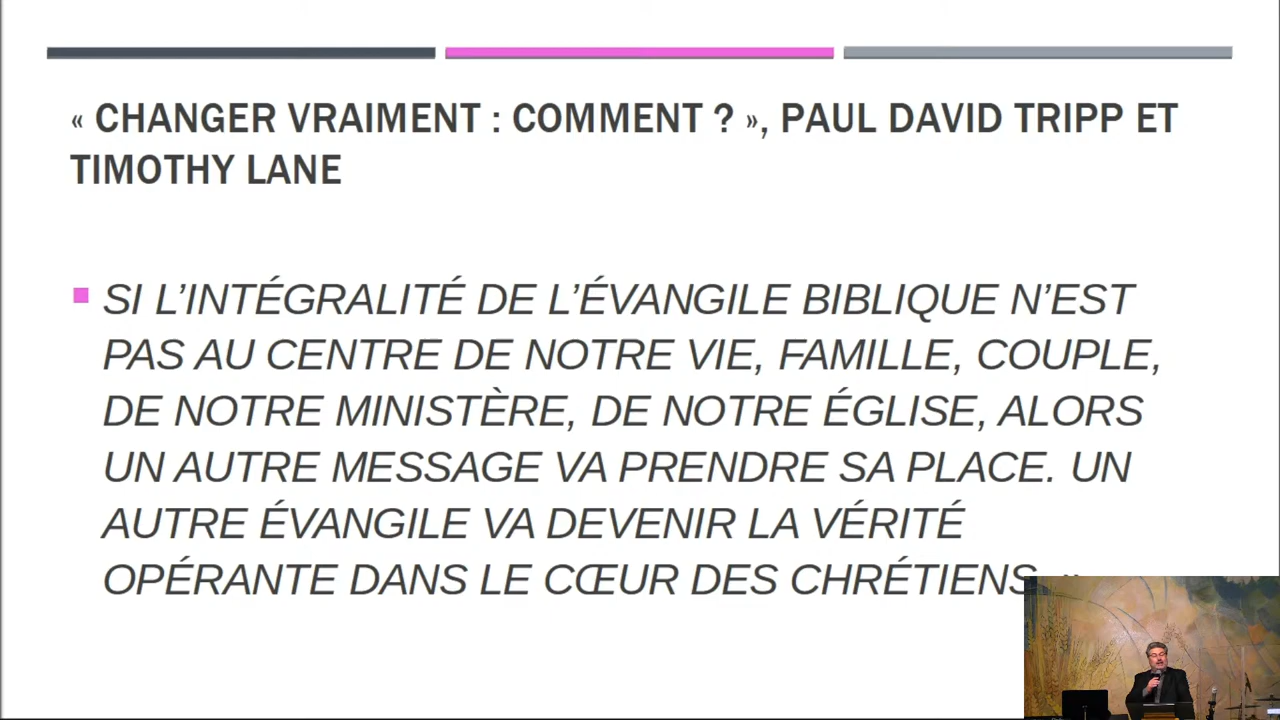 « CHANGER VRAIMENT : COMMENT ? », PAUL DAVID TRIPP ET
TIMOTHY LANE
SI L’INTÉGRALITÉ DE L’ÉVANGILE BIBLIQUE N’EST
PAS AU CENTRE DE NOTRE VIE, FAMILLE, COUPLE,
DE NOTRE MINISTÈRE, DE NOTRE ÉGLISE, ALORS
UN AUTRE MESSAGE VA PRENDRE SA PLACE. UN
AUTRE ÉVANGILE VA DEVENIR LA VÉRITÉ
OPÉRANTE DANS LE CŒUR DES CHRÉTIENS. »